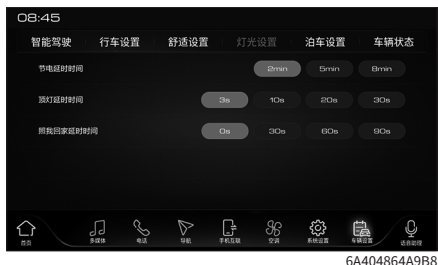 08:45
智能驾驶 行车设置 舒适设置 灯光设置 泊车设置 车辆状态
节电延时时间 2min 5min 8min
顶灯延时时间 3s 10s 20s 30s
照我回家延时时间 0s 30s 60s 90s
首页 多媒体 电话 导航 手机互联 空调 系统设置 车辆设置 语音助理
6A404864A9B8